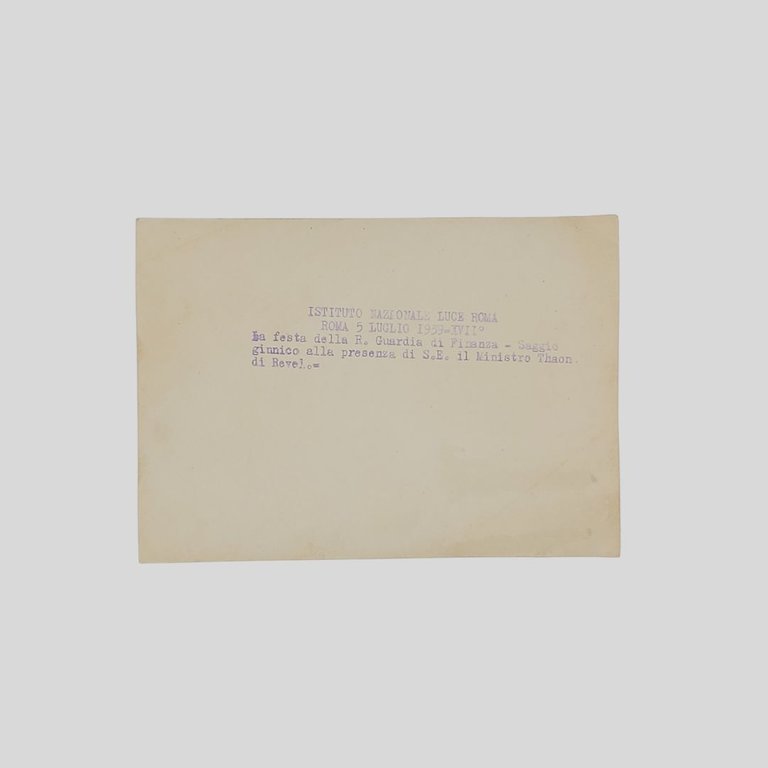 ISTITUTO NAZIONALE LUCE ROMA
ROMA 5 LUGLIO 1939=XVII°
La festa della R. Guardia di Finanza - Saggio
ginnico alla presenza di S.E. il Ministro Thaon
di Revel.=